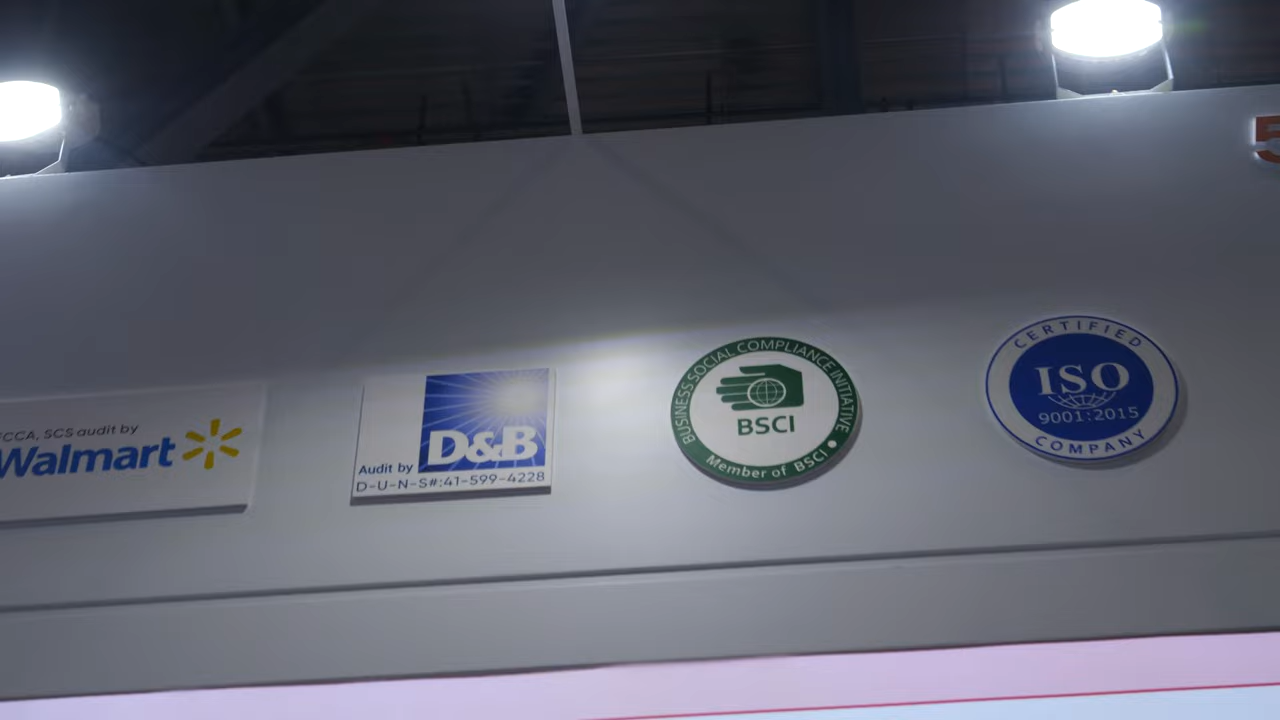 FCCA, SCS audit by
Walmart
D&B
Audit by
D-U-N-S#:41-599-4228
BUSINESS SOCIAL COMPLIANCE INITIATIVE
BSCI
Member of BSCI
CERTIFIED
ISO
9001:2015
COMPANY
5